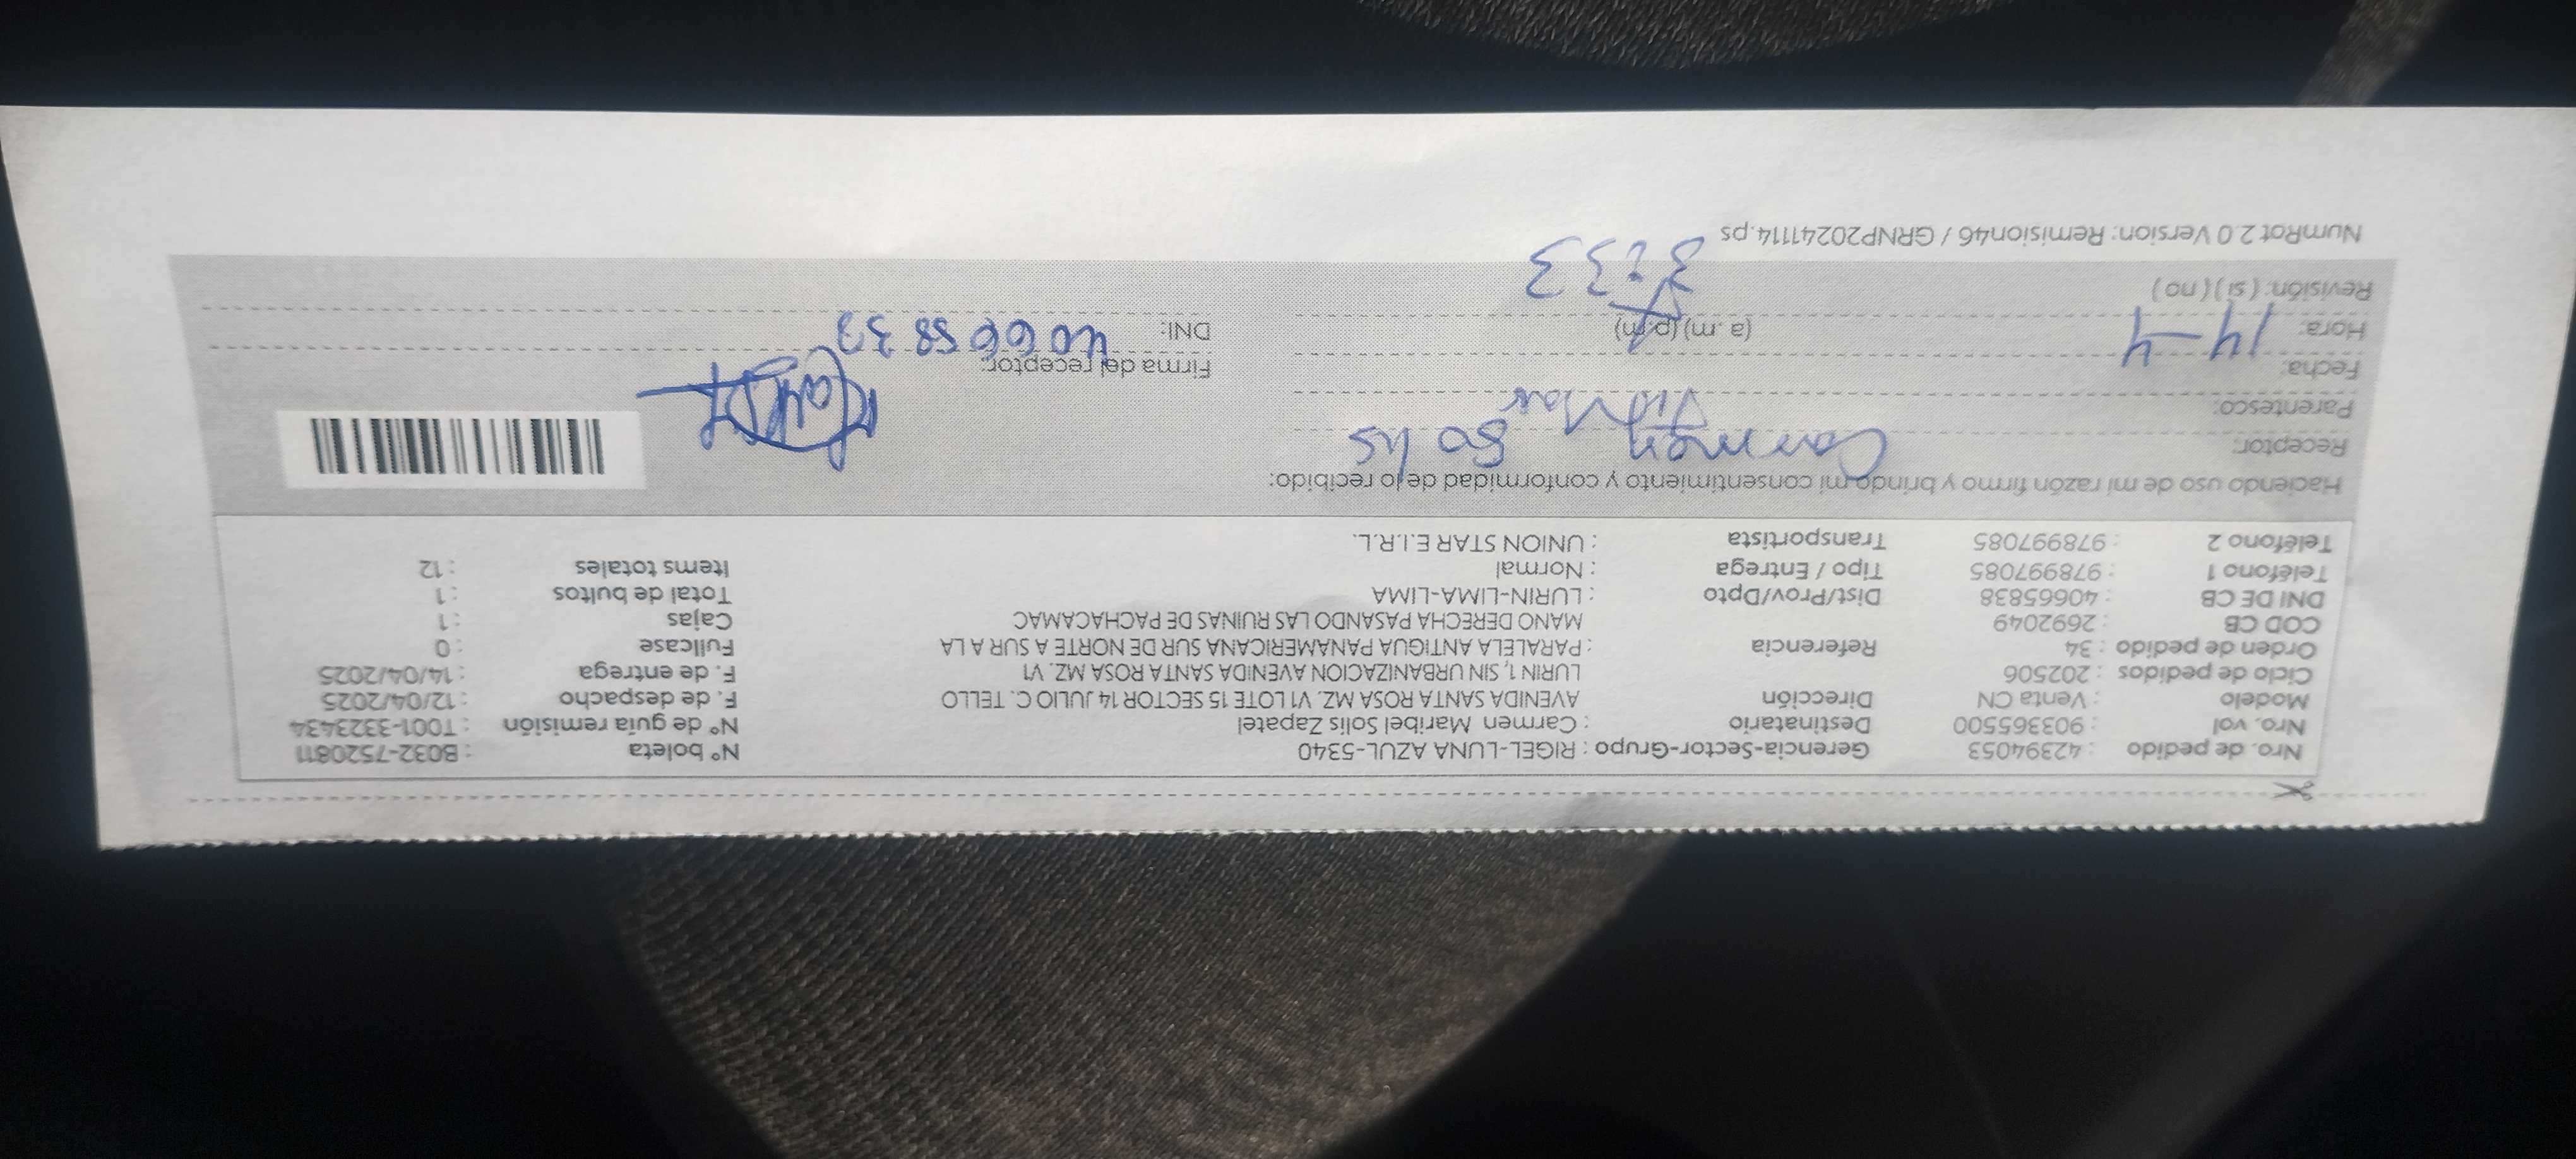 Nro. de pedido : 42394053 Gerencia-Sector-Grupo : RIGEL-LUNA AZUL-5340 N° boleta : B032-7520811
Nro. vol : 903365500 Destinatario : Carmen Maribel Solis Zapatel N° de guía remisión : T001-3323434
Modelo : Venta CN Dirección AVENIDA SANTA ROSA MZ. V1 LOTE 15 SECTOR 14 JULIO C. TELLO F. de despacho : 12/04/2025
Ciclo de pedidos : 202506 LURIN 1, SIN URBANIZACION AVENIDA SANTA ROSA MZ. V1 F. de entrega : 14/04/2025
Orden de pedido : 34 Referencia : PARALELA ANTIGUA PANAMERICANA SUR DE NORTE A SUR A LA Fullcase : 0
COD CB : 2692049 MANO DERECHA PASANDO LAS RUINAS DE PACHACAMAC Cajas : 1
DNI DE CB : 40665838 Dist/Prov/Dpto : LURIN-LIMA-LIMA Total de bultos : 1
Teléfono 1 : 978997085 Tipo / Entrega : Normal Items totales : 12
Teléfono 2 : 978997085 Transportista : UNION STAR E.I.R.L.
Haciendo uso de mi razón firmo y brindo mi consentimiento y conformidad de lo recibido:
Receptor: Carmen Solis
Parentesco: Titular
Fecha: 14-4 Firma del receptor:
Hora: (a. m) (p.m) 3:33 DNI:
Revisión: ( si ) ( no )
NumRot 2.0 Version: Remision46 / GRNP20241114.ps